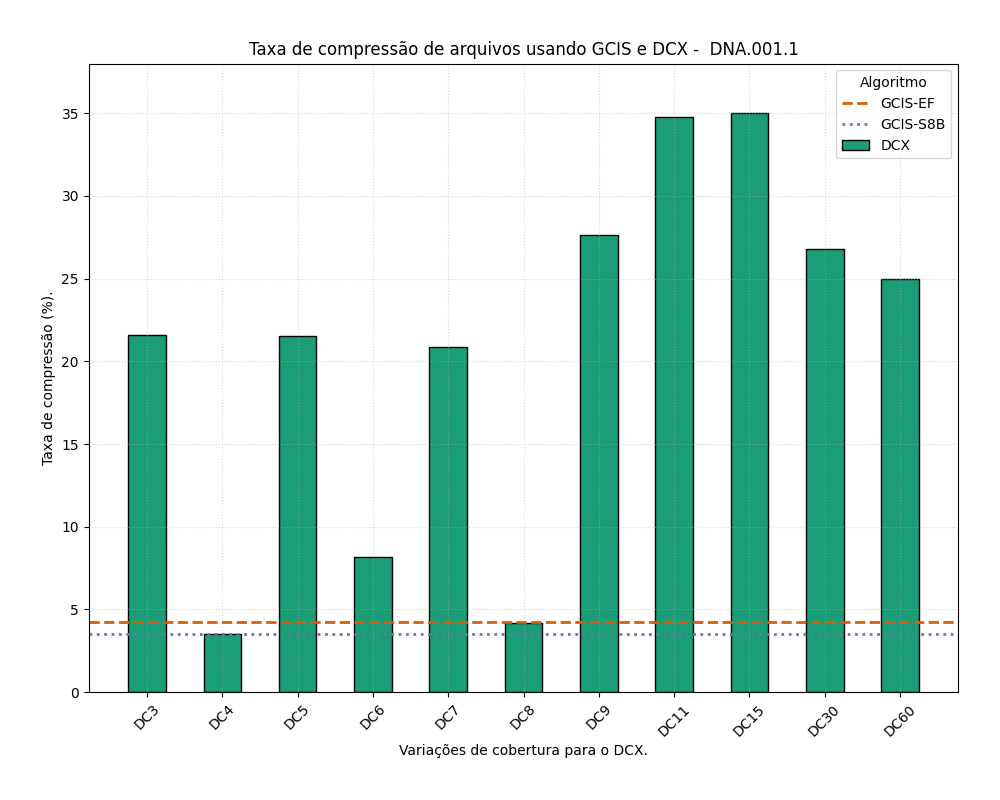 Taxa de compressão de arquivos usando GCIS e DCX -  DNA.001.1
Algoritmo
GCIS-EF
GCIS-S8B
DCX
Taxa de compressão (%).
35
30
25
20
15
10
5
0
DC3
DC4
DC5
DC6
DC7
DC8
DC9
DC11
DC15
DC30
DC60
Variações de cobertura para o DCX.